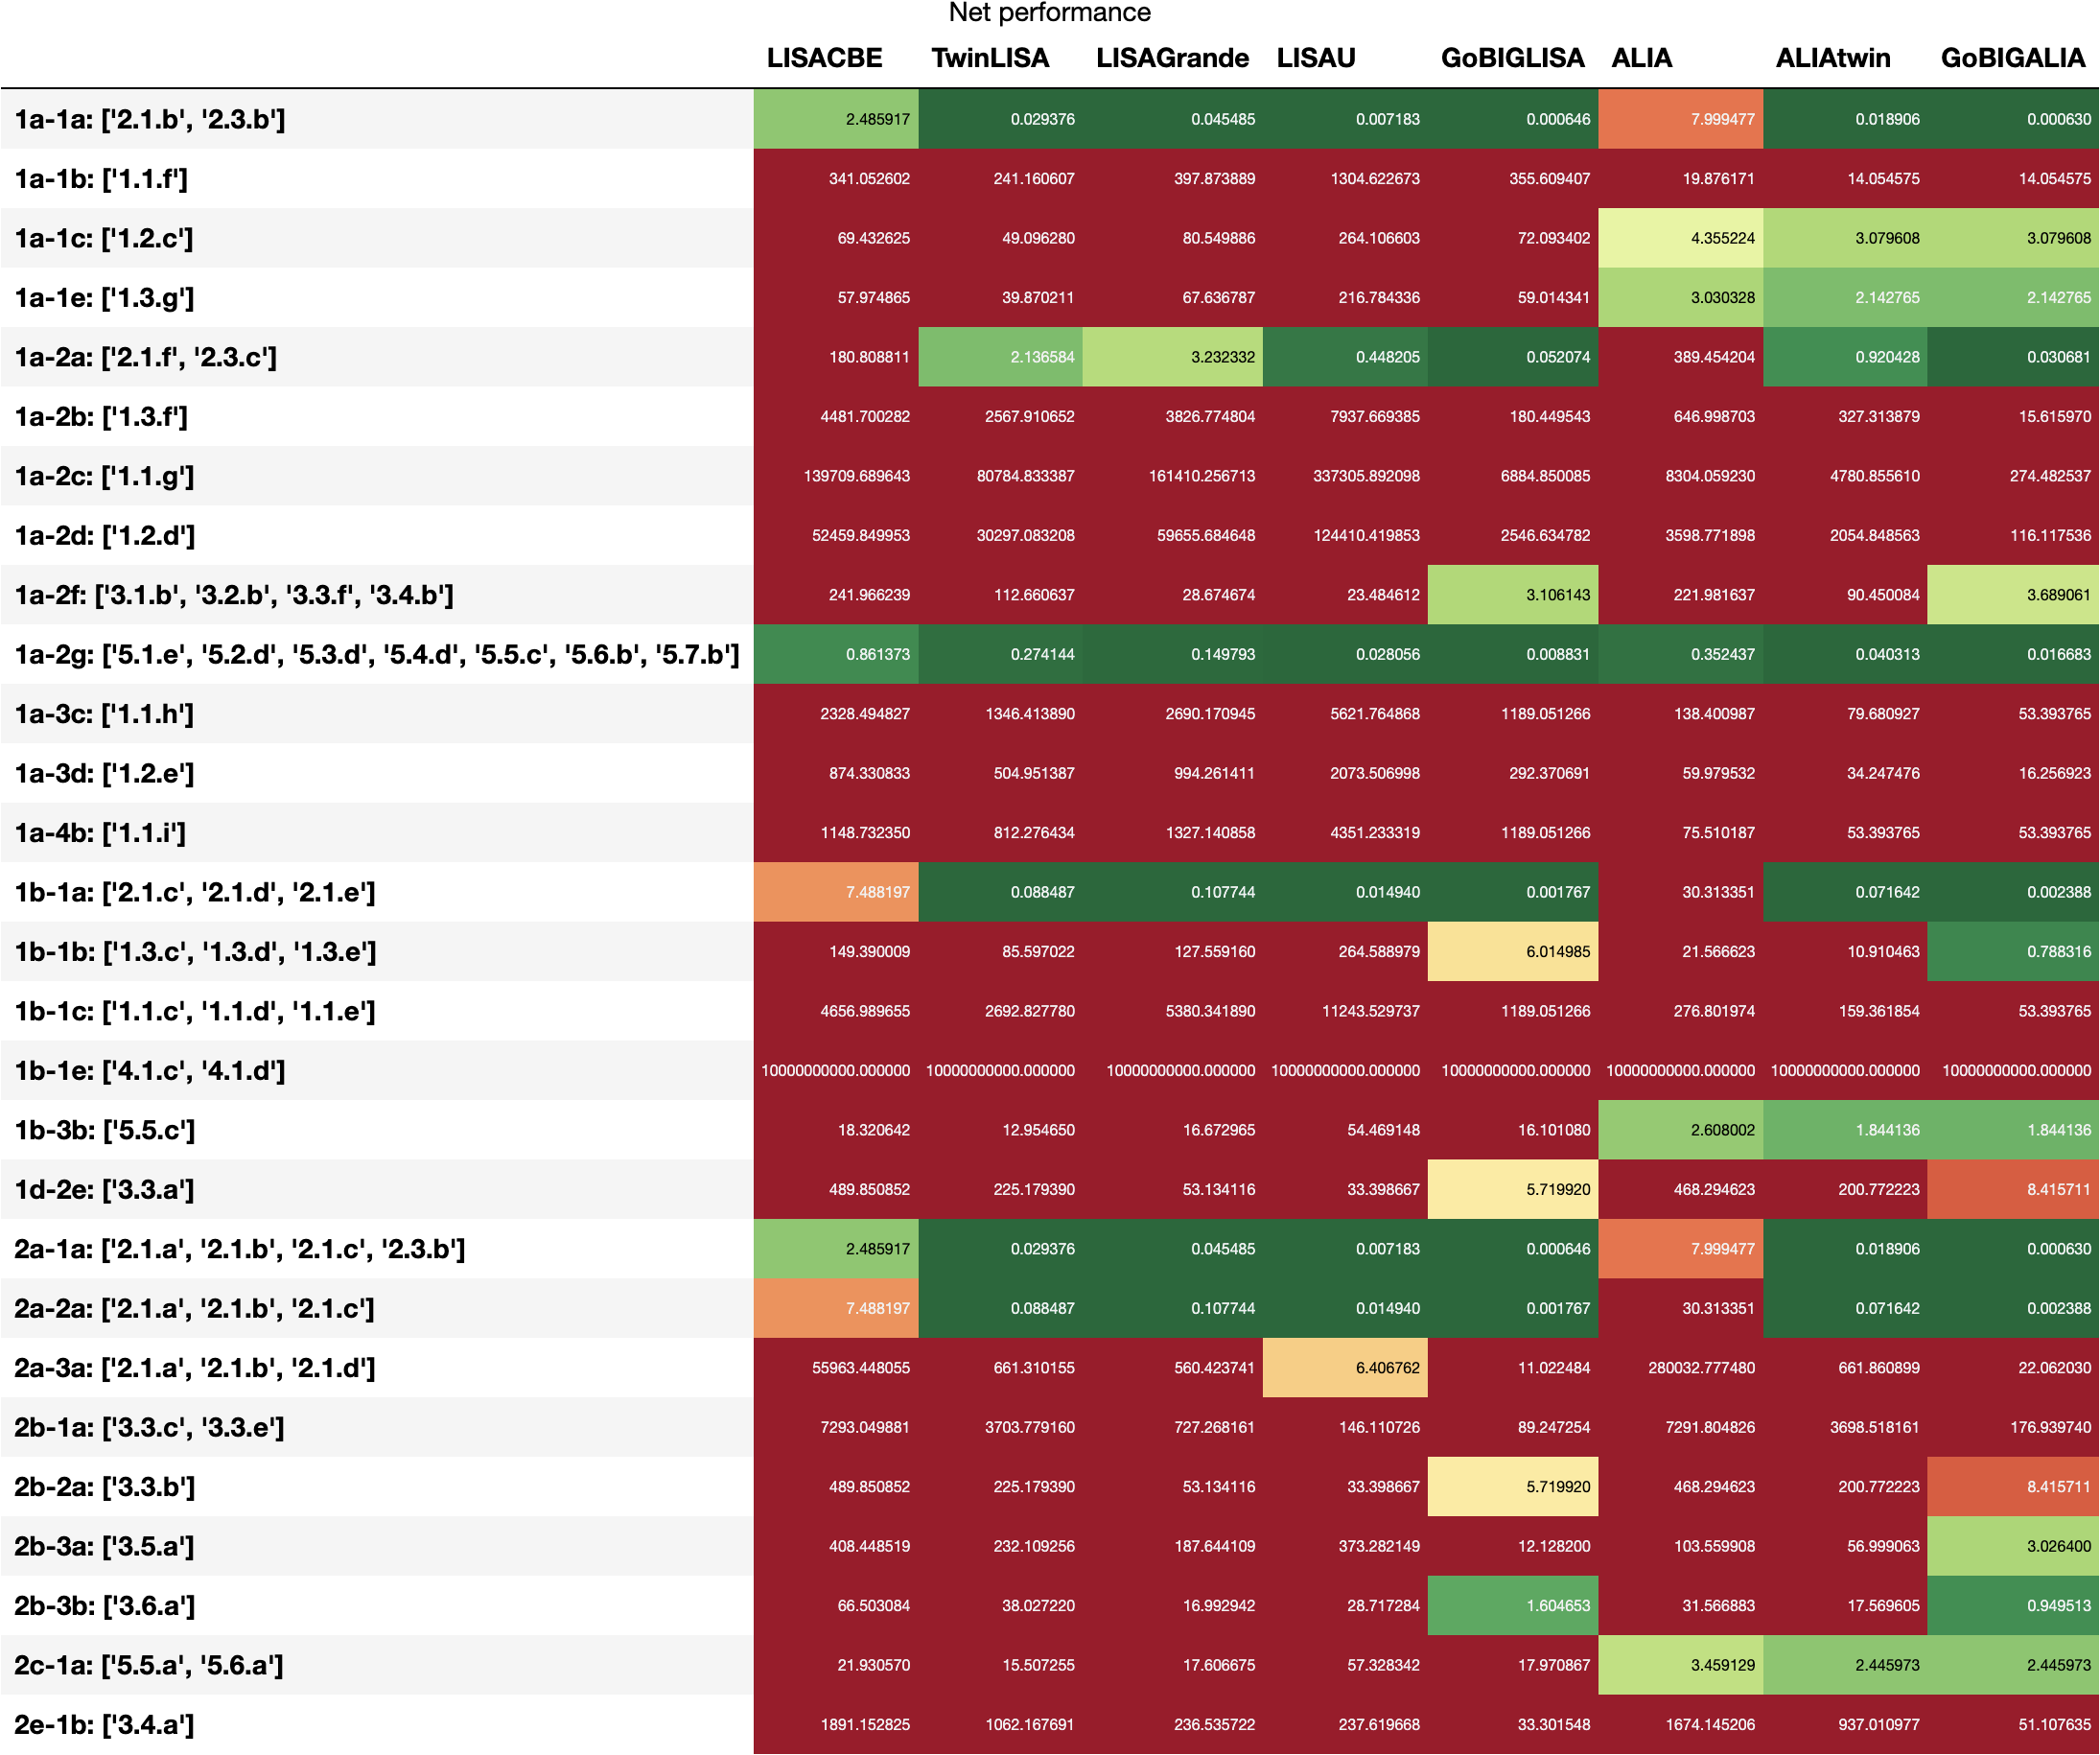 Net performance
LISACBE TwinLISA LISAGrande LISAU GoBIGLISA ALIA ALIAtwin GoBIGALIA
1a-1a: ['2.1.b', '2.3.b'] 2.485917 0.029376 0.045485 0.007183 0.000646 7.999477 0.018906 0.000630
1a-1b: ['1.1.f'] 341.052602 241.160607 397.873889 1304.622673 355.609407 19.876171 14.054575 14.054575
1a-1c: ['1.2.c'] 69.432625 49.096280 80.549886 264.106603 72.093402 4.355224 3.079608 3.079608
1a-1e: ['1.3.g'] 57.974865 39.870211 67.636787 216.784336 59.014341 3.030328 2.142765 2.142765
1a-2a: ['2.1.f', '2.3.c'] 180.808811 2.136584 3.232332 0.448205 0.052074 389.454204 0.920428 0.030681
1a-2b: ['1.3.f'] 4481.700282 2567.910652 3826.774804 7937.669385 180.449543 646.998703 327.313879 15.615970
1a-2c: ['1.1.g'] 139709.689643 80784.833387 161410.256713 337305.892098 6884.850085 8304.059230 4780.855610 274.482537
1a-2d: ['1.2.d'] 52459.849953 30297.083208 59655.684648 124410.419853 2546.634782 3598.771898 2054.848563 116.117536
1a-2f: ['3.1.b', '3.2.b', '3.3.f', '3.4.b'] 241.966239 112.660637 28.674674 23.484612 3.106143 221.981637 90.450084 3.689061
1a-2g: ['5.1.e', '5.2.d', '5.3.d', '5.4.d', '5.5.c', '5.6.b', '5.7.b'] 0.861373 0.274144 0.149793 0.028056 0.008831 0.352437 0.040313 0.016683
1a-3c: ['1.1.h'] 2328.494827 1346.413890 2690.170945 5621.764868 1189.051266 138.400987 79.680927 53.393765
1a-3d: ['1.2.e'] 874.330833 504.951387 994.261411 2073.506998 292.370691 59.979532 34.247476 16.256923
1a-4b: ['1.1.i'] 1148.732350 812.276434 1327.140858 4351.233319 1189.051266 75.510187 53.393765 53.393765
1b-1a: ['2.1.c', '2.1.d', '2.1.e'] 7.488197 0.088487 0.107744 0.014940 0.001767 30.313351 0.071642 0.002388
1b-1b: ['1.3.c', '1.3.d', '1.3.e'] 149.390009 85.597022 127.559160 264.588979 6.014985 21.566623 10.910463 0.788316
1b-1c: ['1.1.c', '1.1.d', '1.1.e'] 4656.989655 2692.827780 5380.341890 11243.529737 1189.051266 276.801974 159.361854 53.393765
1b-1e: ['4.1.c', '4.1.d'] 10000000000.000000 10000000000.000000 10000000000.000000 10000000000.000000 10000000000.000000 10000000000.000000 10000000000.000000 10000000000.000000
1b-3b: ['5.5.c'] 18.320642 12.954650 16.672965 54.469148 16.101080 2.608002 1.844136 1.844136
1d-2e: ['3.3.a'] 489.850852 225.179390 53.134116 33.398667 5.719920 468.294623 200.772223 8.415711
2a-1a: ['2.1.a', '2.1.b', '2.1.c', '2.3.b'] 2.485917 0.029376 0.045485 0.007183 0.000646 7.999477 0.018906 0.000630
2a-2a: ['2.1.a', '2.1.b', '2.1.c'] 7.488197 0.088487 0.107744 0.014940 0.001767 30.313351 0.071642 0.002388
2a-3a: ['2.1.a', '2.1.b', '2.1.d'] 55963.448055 661.310155 560.423741 6.406762 11.022484 280032.777480 661.860899 22.062030
2b-1a: ['3.3.c', '3.3.e'] 7293.049881 3703.779160 727.268161 146.110726 89.247254 7291.804826 3698.518161 176.939740
2b-2a: ['3.3.b'] 489.850852 225.179390 53.134116 33.398667 5.719920 468.294623 200.772223 8.415711
2b-3a: ['3.5.a'] 408.448519 232.109256 187.644109 373.282149 12.128200 103.559908 56.999063 3.026400
2b-3b: ['3.6.a'] 66.503084 38.027220 16.992942 28.717284 1.604653 31.566883 17.569605 0.949513
2c-1a: ['5.5.a', '5.6.a'] 21.930570 15.507255 17.606675 57.328342 17.970867 3.459129 2.445973 2.445973
2e-1b: ['3.4.a'] 1891.152825 1062.167691 236.535722 237.619668 33.301548 1674.145206 937.010977 51.107635